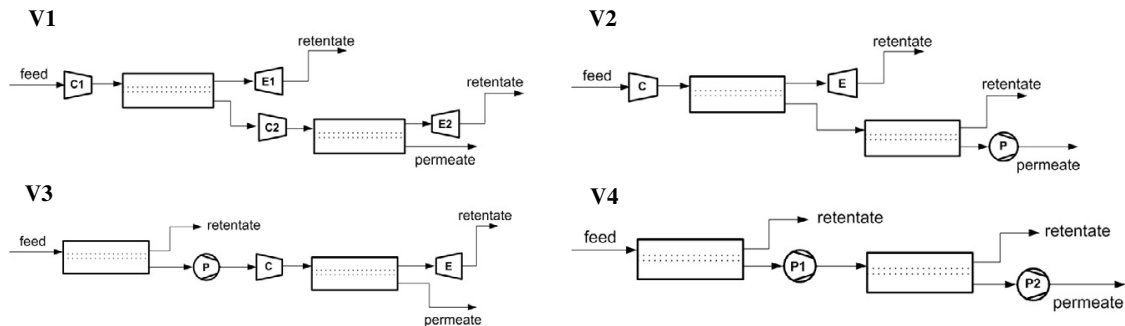 V1
feed
C1
E1
retentate
C2
E2
retentate
permeate
V2
feed
C
E
retentate
retentate
P
permeate
V3
feed
retentate
P
C
E
retentate
permeate
V4
feed
retentate
P1
retentate
P2
permeate